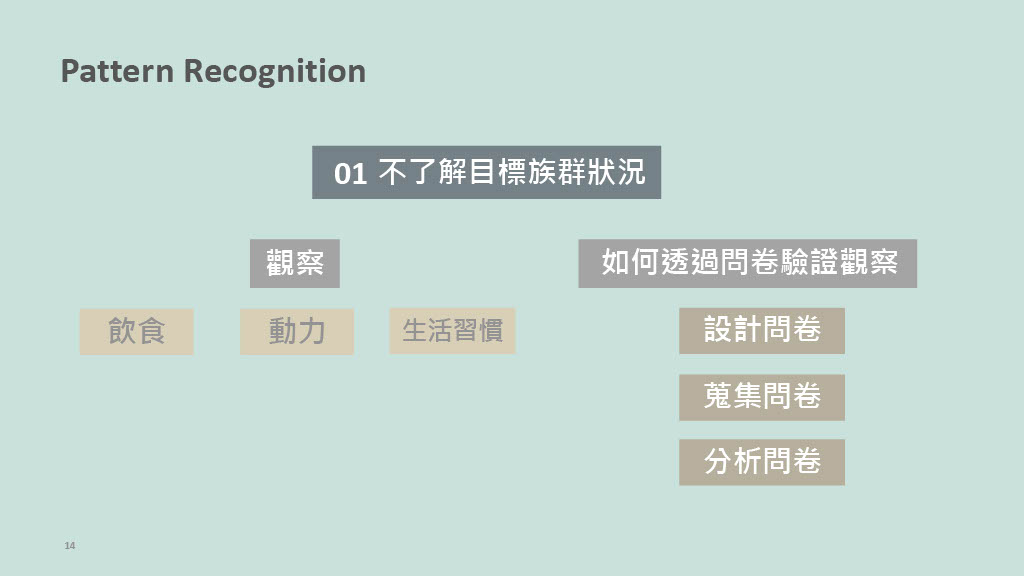 Pattern Recognition
01 不了解目標族群狀況
觀察
飲食
動力
生活習慣
如何透過問卷驗證觀察
設計問卷
蒐集問卷
分析問卷
14